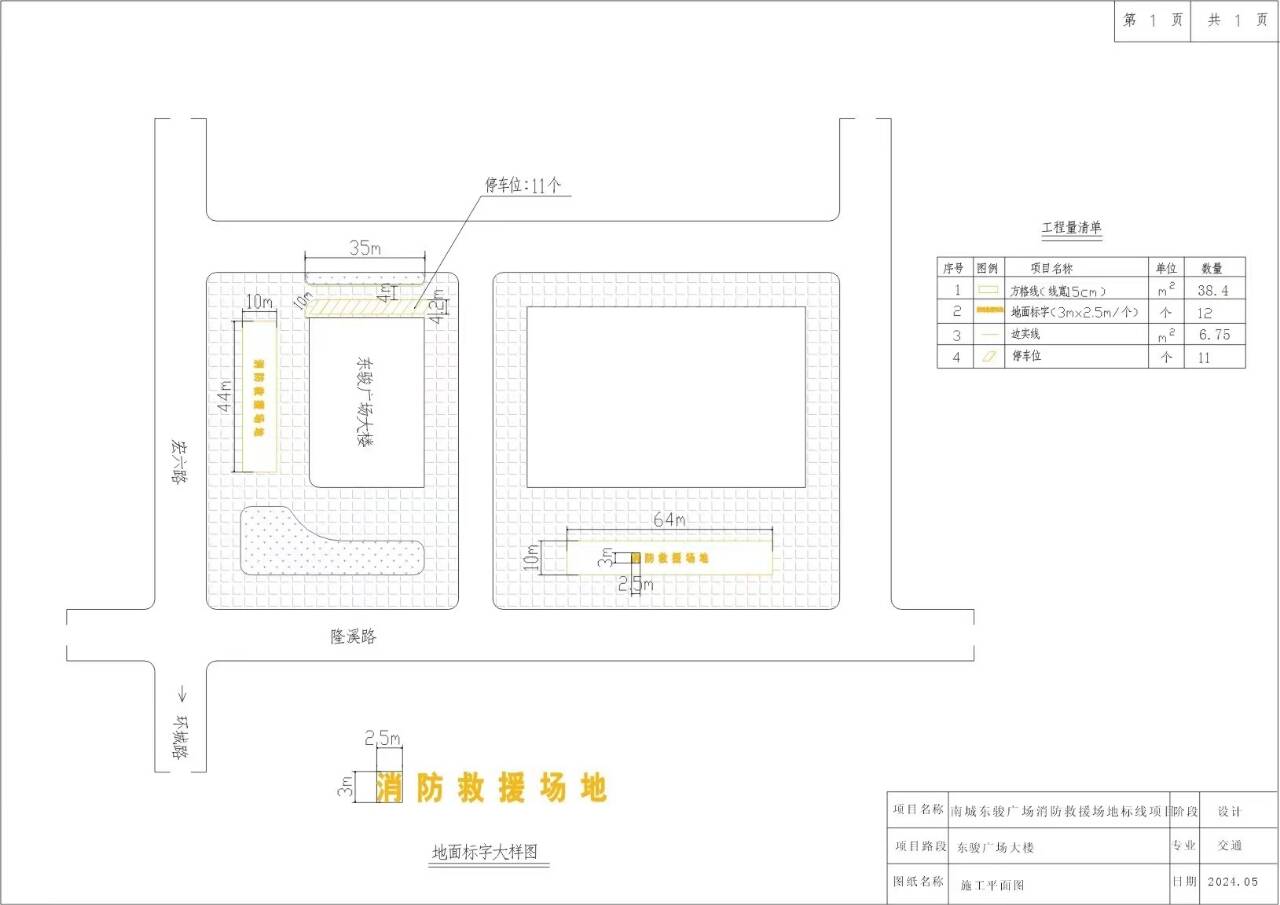 第 1 页 共 1 页
停车位:11个
35m
10m
4m
4.2m
10m
44m
消防救援场地
东骏广场大楼
宏六路
64m
10m
3m
消防救援场地
2.5m
隆溪路
环城路
工程量清单
序号 图例 项目名称 单位 数量
1 方格线(线宽15cm) m² 38.4
2 地面标字(3mx2.5m/个) 个 12
3 边实线 m² 6.75
4 停车位 个 11
2.5m
3m
消防救援场地
地面标字大样图
项目名称 南城东骏广场消防救援场地标线项目 阶段 设计
项目路段 东骏广场大楼 专业 交通
图纸名称 施工平面图 日期 2024.05